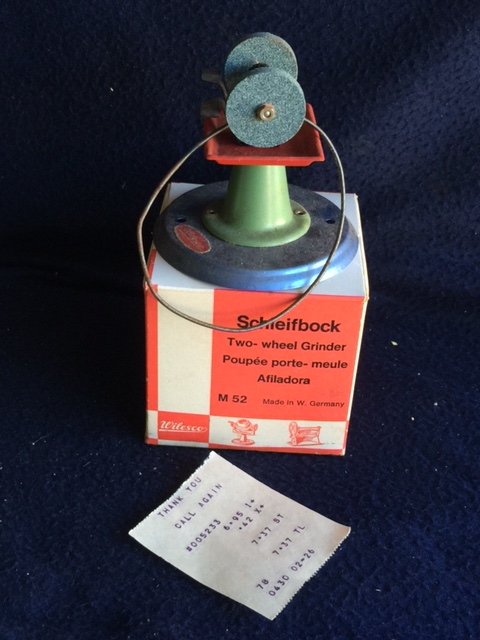 Schleifbock
Two- wheel Grinder
Poupée porte- meule
Afiladora
M 52 Made in W. Germany
Wilesco
THANK YOU
CALL AGAIN
#005233
6•95 1*
•42 X*
7•37 ST
7•37 TL
78
0430 02-26